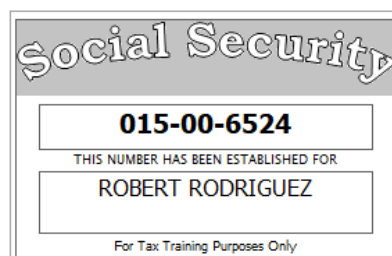 Social Security
015-00-6524
THIS NUMBER HAS BEEN ESTABLISHED FOR
ROBERT RODRIGUEZ
For Tax Training Purposes Only